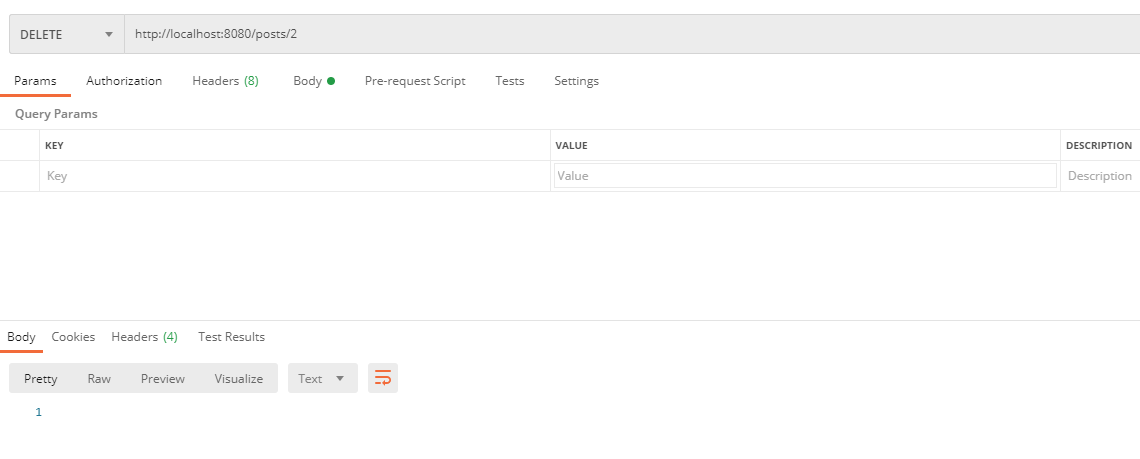 DELETE http://localhost:8080/posts/2
Params Authorization Headers (8) Body Pre-request Script Tests Settings
Query Params
KEY VALUE DESCRIPTION
Key Value Description
Body Cookies Headers (4) Test Results
Pretty Raw Preview Visualize Text
1